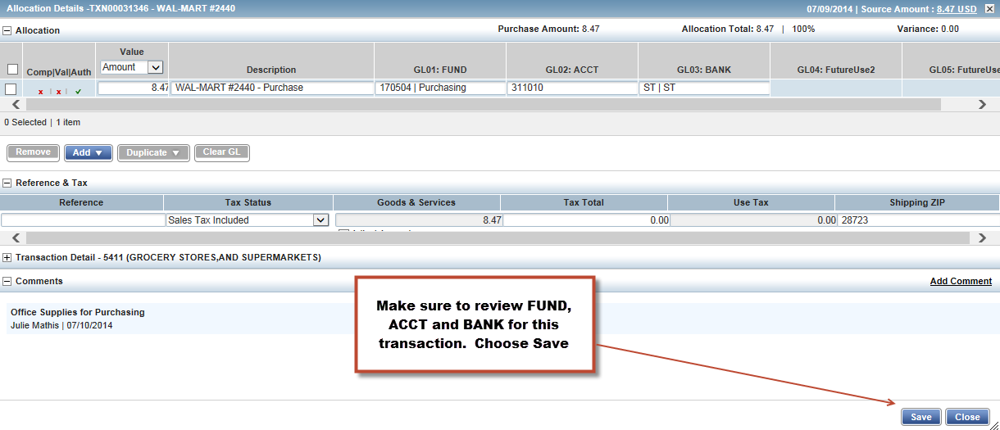 Allocation Details -TXN00031346 - WAL-MART #2440 07/09/2014 | Source Amount : 8.47 USD
Allocation Purchase Amount: 8.47 Allocation Total: 8.47 | 100% Variance: 0.00
Value
Comp|Val|Auth Amount Description GL01: FUND GL02: ACCT GL03: BANK GL04: FutureUse2 GL05: FutureUse
x | x | ✓ 8.47 WAL-MART #2440 - Purchase 170504 | Purchasing 311010 ST | ST
0 Selected | 1 item
Remove Add Duplicate Clear GL
Reference & Tax
Reference Tax Status Goods & Services Tax Total Use Tax Shipping ZIP
Sales Tax Included 8.47 0.00 0.00 28723
Transaction Detail - 5411 (GROCERY STORES,AND SUPERMARKETS)
Comments Add Comment
Office Supplies for Purchasing
Julie Mathis | 07/10/2014
Make sure to review FUND,
ACCT and BANK for this
transaction. Choose Save
Save Close